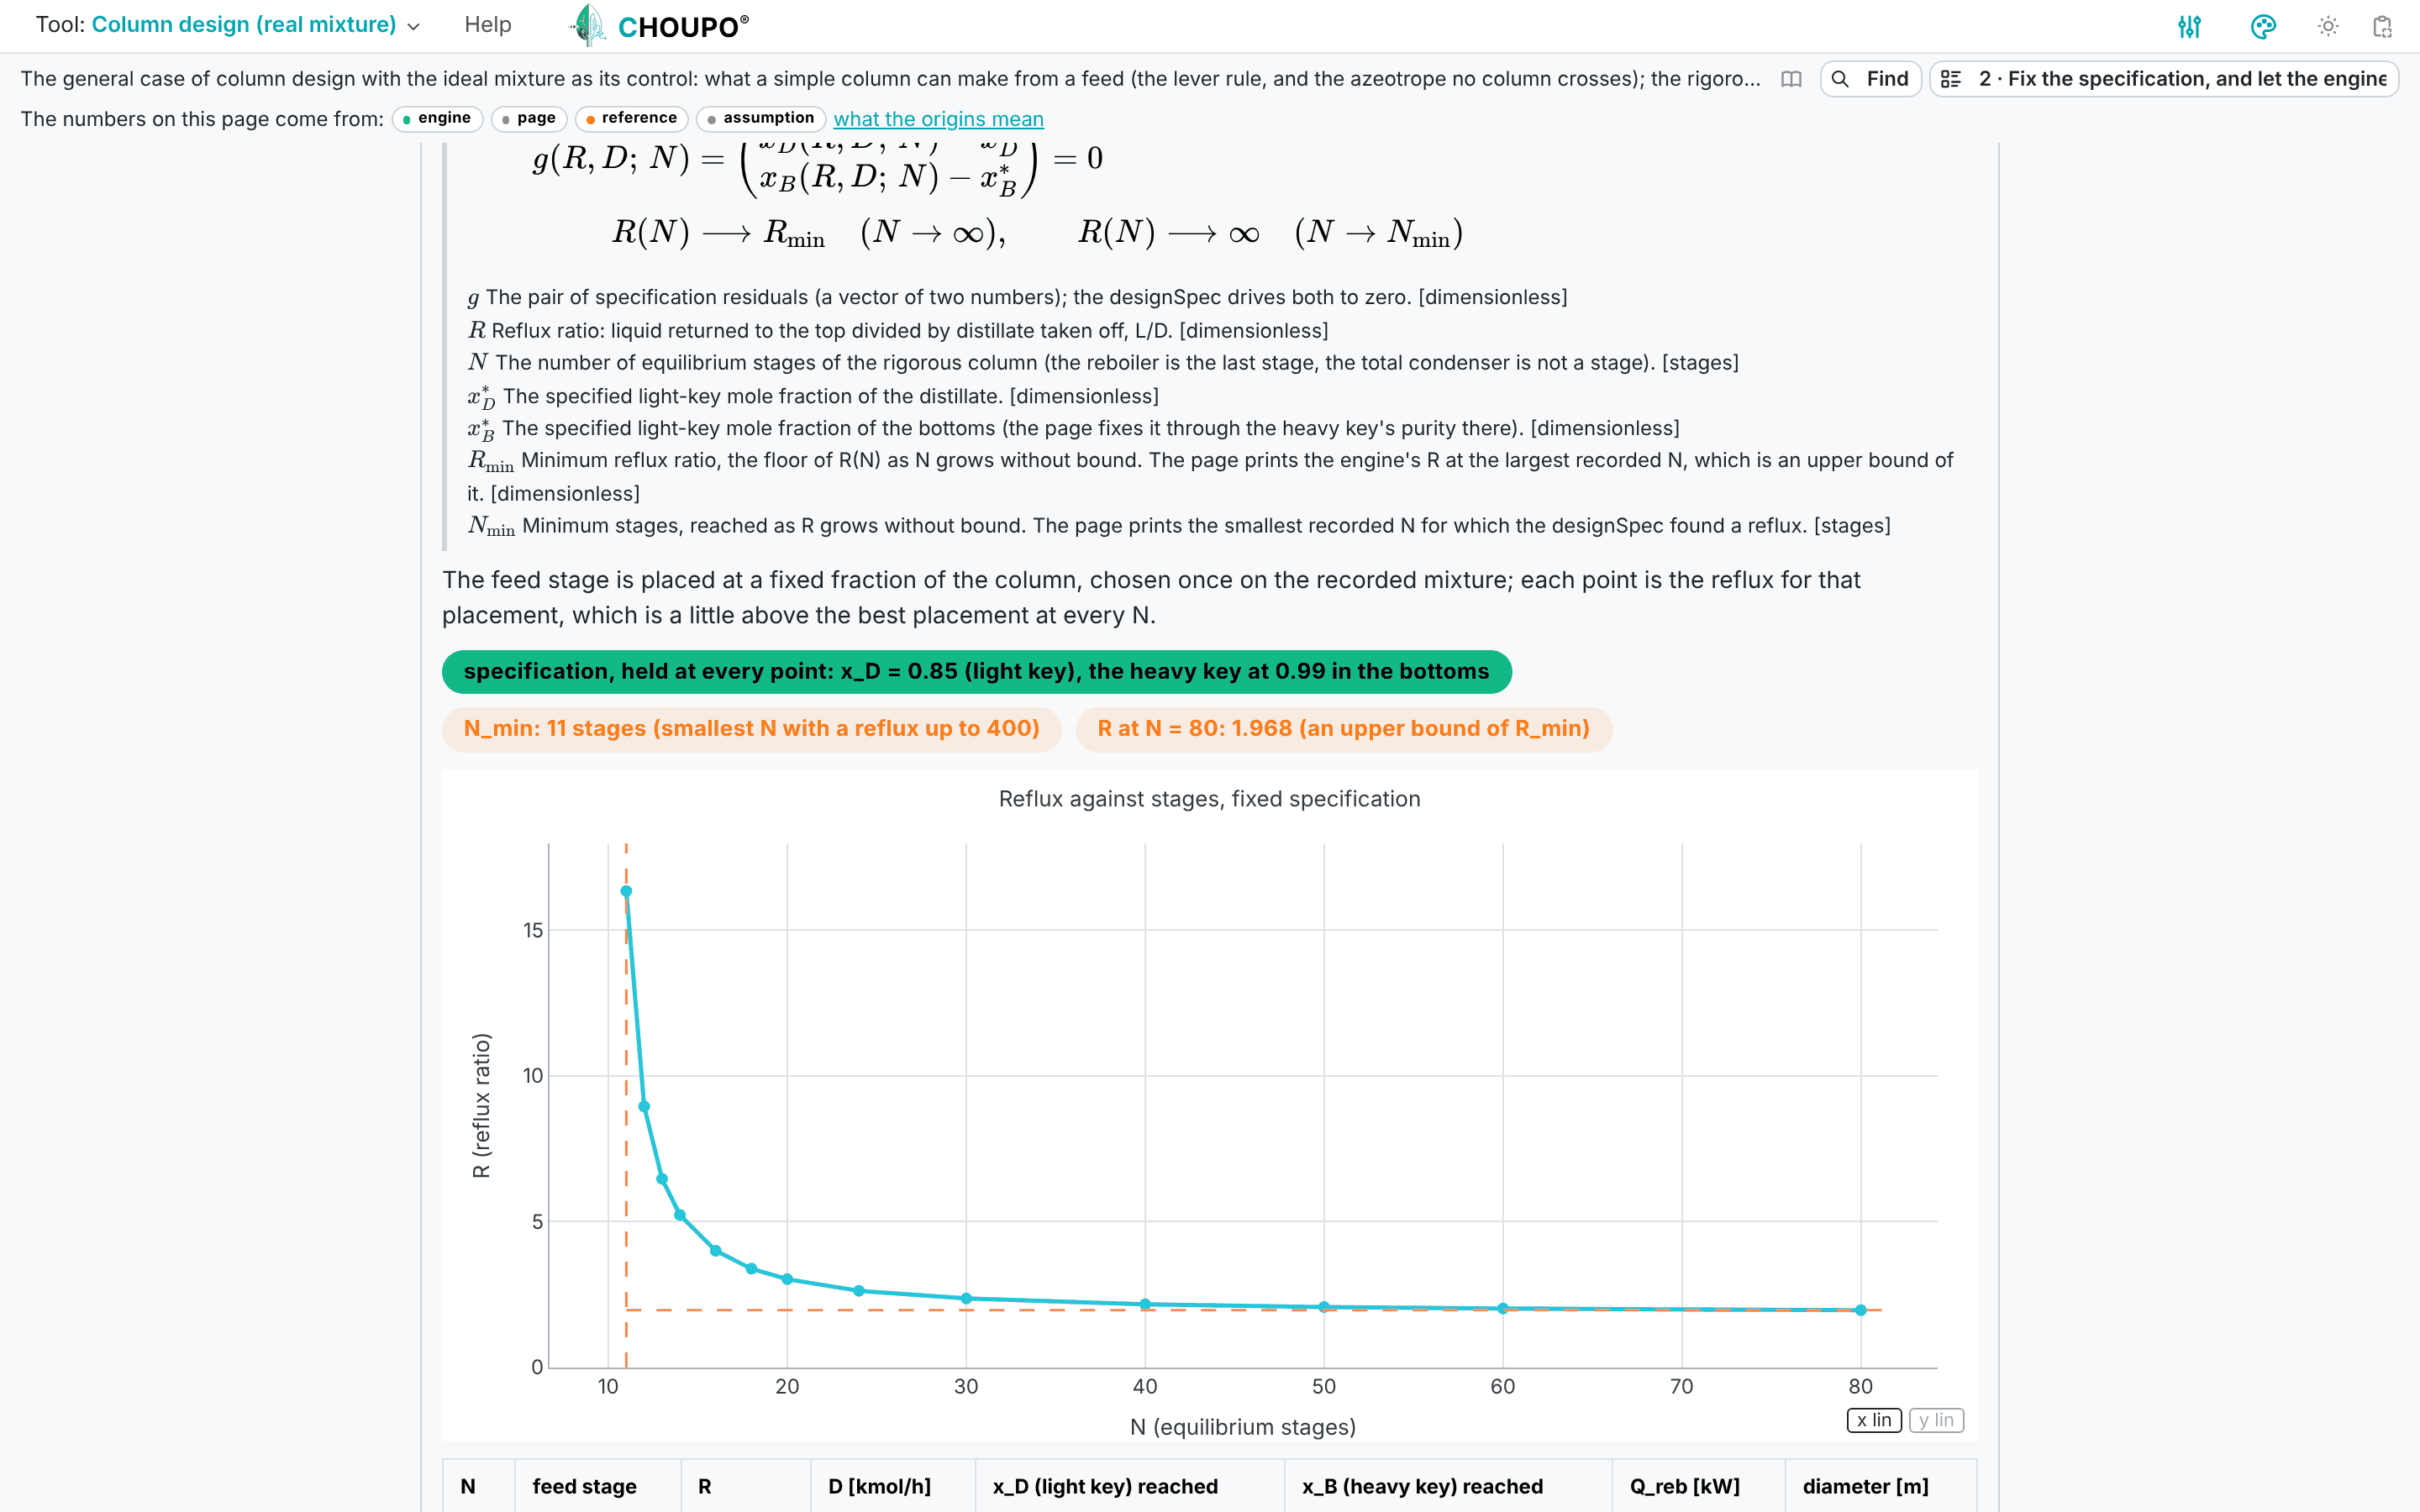 Tool: Column design (real mixture) Help CHOUPO®
The general case of column design with the ideal mixture as its control: what a simple column can make from a feed (the lever rule, and the azeotrope no column crosses); the rigoro... Find 2 · Fix the specification, and let the engine
The numbers on this page come from: engine page reference assumption what the origins mean
g(R, D; N) = ( x_D(R, D; N) − x_D^* 
x_B(R, D; N) − x_B^* ) = 0
R(N) ⟶ R_min (N → ∞), R(N) ⟶ ∞ (N → N_min)
g The pair of specification residuals (a vector of two numbers); the designSpec drives both to zero. [dimensionless]
R Reflux ratio: liquid returned to the top divided by distillate taken off, L/D. [dimensionless]
N The number of equilibrium stages of the rigorous column (the reboiler is the last stage, the total condenser is not a stage). [stages]
x_D^* The specified light-key mole fraction of the distillate. [dimensionless]
x_B^* The specified light-key mole fraction of the bottoms (the page fixes it through the heavy key's purity there). [dimensionless]
R_min Minimum reflux ratio, the floor of R(N) as N grows without bound. The page prints the engine's R at the largest recorded N, which is an upper bound of
it. [dimensionless]
N_min Minimum stages, reached as R grows without bound. The page prints the smallest recorded N for which the designSpec found a reflux. [stages]
The feed stage is placed at a fixed fraction of the column, chosen once on the recorded mixture; each point is the reflux for that
placement, which is a little above the best placement at every N.
specification, held at every point: x_D = 0.85 (light key), the heavy key at 0.99 in the bottoms
N_min: 11 stages (smallest N with a reflux up to 400) R at N = 80: 1.968 (an upper bound of R_min)
Reflux against stages, fixed specification
R (reflux ratio)
15
10
5
0
10 20 30 40 50 60 70 80
N (equilibrium stages)
x lin y lin
N feed stage R D [kmol/h] x_D (light key) reached x_B (heavy key) reached Q_reb [kW] diameter [m]